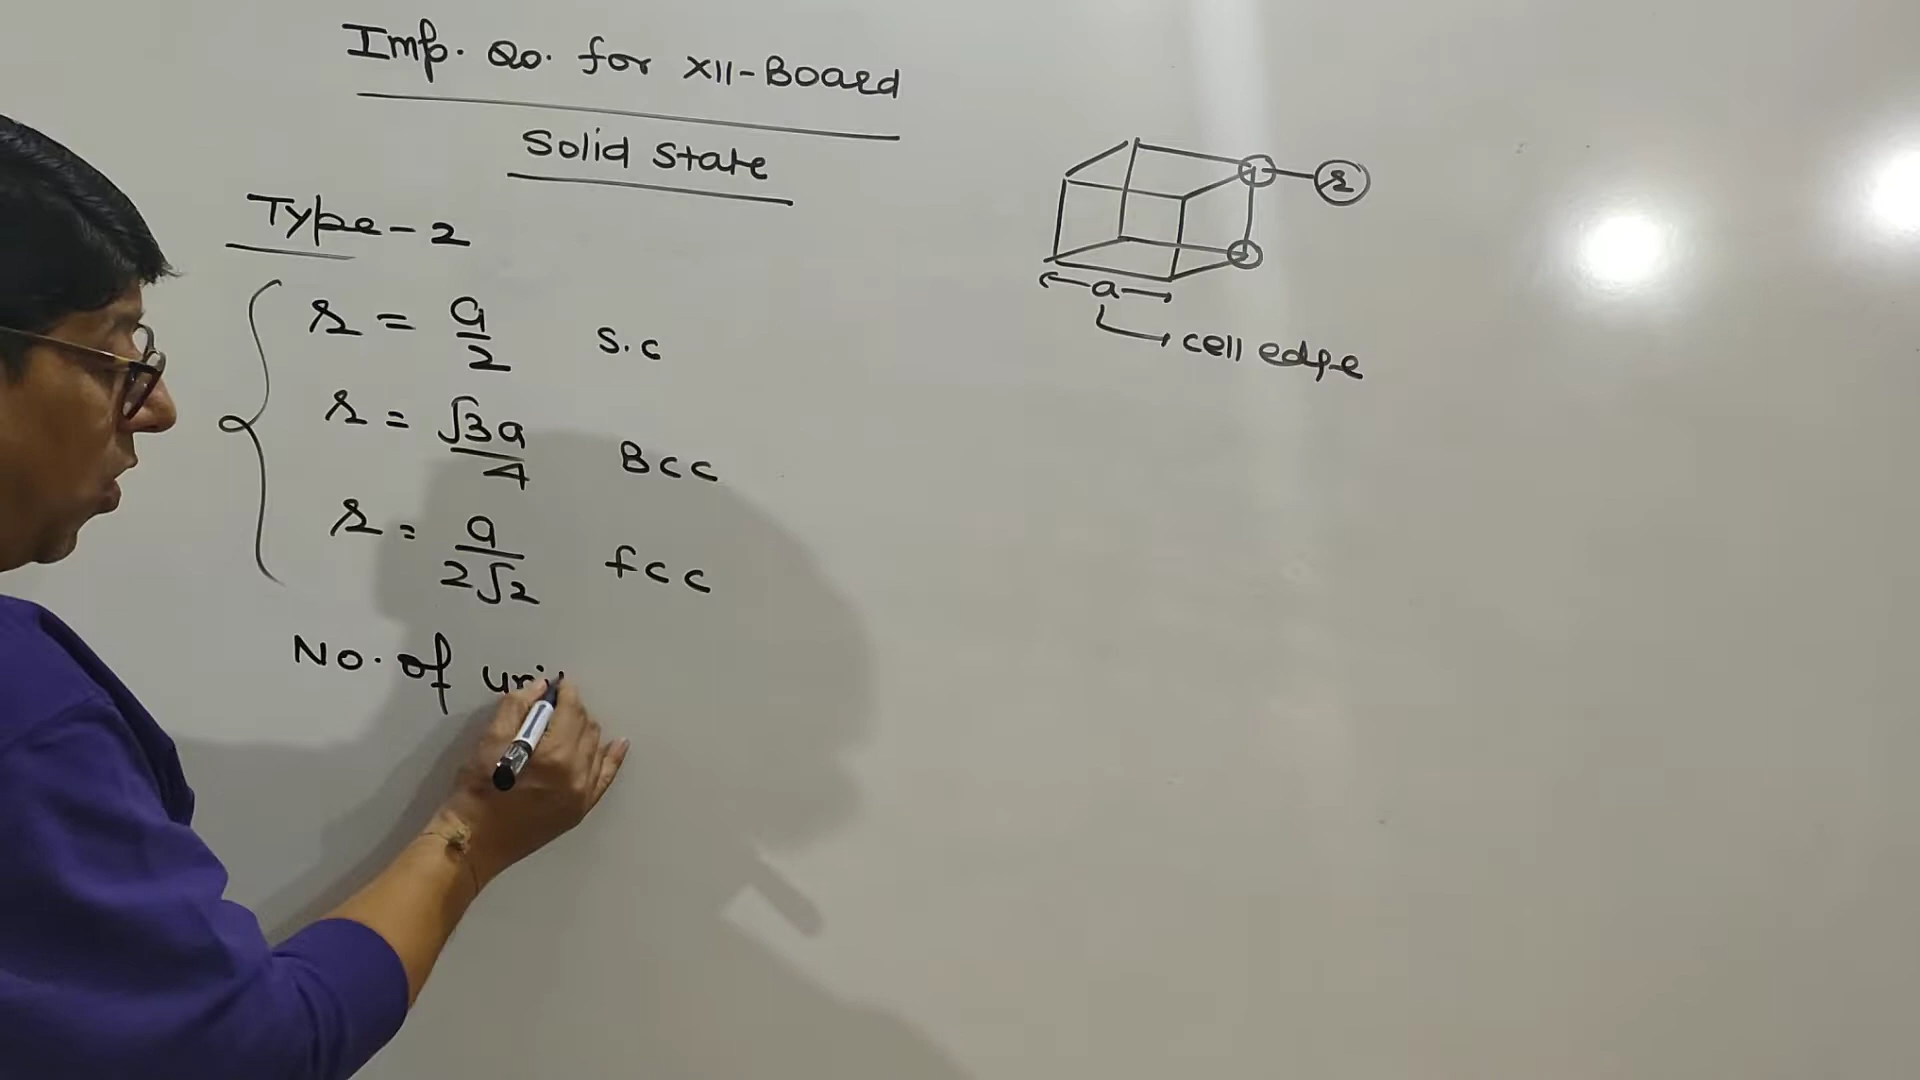 Imp. Qo. for XII-Board
Solid State
Type-2
r = a/2 S.C
r = √3a/4 BCC
r = a/2√2 fcc
No. of uni
r
a
cell edge